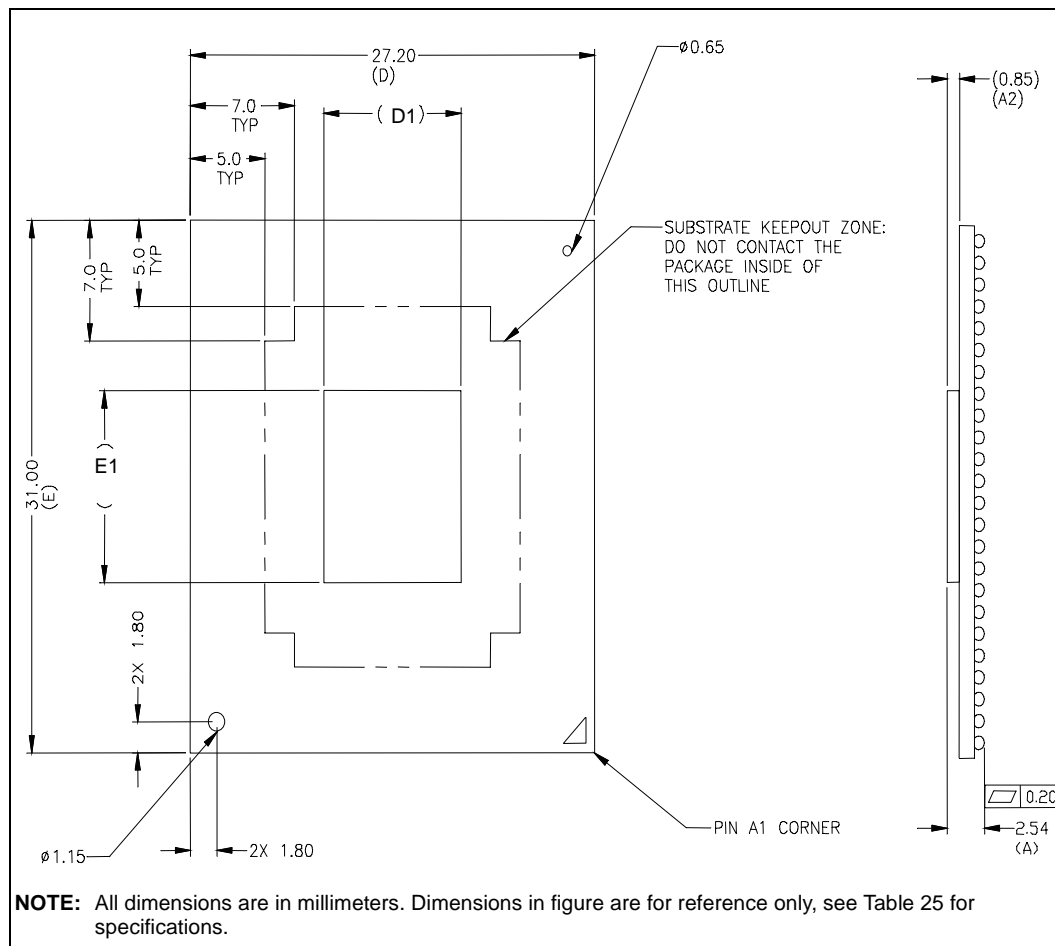 27.20
(D)
ø0.65
(0.85)
(A2)
7.0
TYP
( D1)
5.0
TYP
SUBSTRATE KEEPOUT ZONE:
DO NOT CONTACT THE
PACKAGE INSIDE OF
THIS OUTLINE
7.0
TYP
5.0
TYP
31.00
(E)
( E1 )
2X 1.80
0.20
2.54
(A)
PIN A1 CORNER
ø1.15
2X 1.80
NOTE: All dimensions are in millimeters. Dimensions in figure are for reference only, see Table 25 for
specifications.